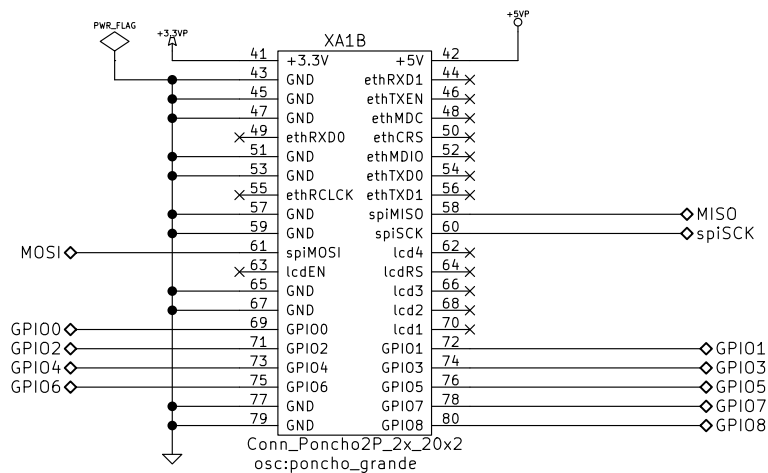 PWR_FLAG
+3.3VP
+5VP
XA1B
41 +3.3V +5V 42
43 GND ethRXD1 44
45 GND ethTXEN 46
47 GND ethMDC 48
49 ethRXD0 ethCRS 50
51 GND ethMDIO 52
53 GND ethTXD0 54
55 ethRCLCK ethTXD1 56
57 GND spiMISO 58 MISO
59 GND spiSCK 60 spiSCK
MOSI 61 spiMOSI lcd4 62
63 lcdEN lcdRS 64
65 GND lcd3 66
67 GND lcd2 68
GPIO0 69 GPIO0 lcd1 70
GPIO2 71 GPIO2 GPIO1 72 GPIO1
GPIO4 73 GPIO4 GPIO3 74 GPIO3
GPIO6 75 GPIO6 GPIO5 76 GPIO5
77 GND GPIO7 78 GPIO7
79 GND GPIO8 80 GPIO8
Conn_Poncho2P_2x_20x2
osc:poncho_grande